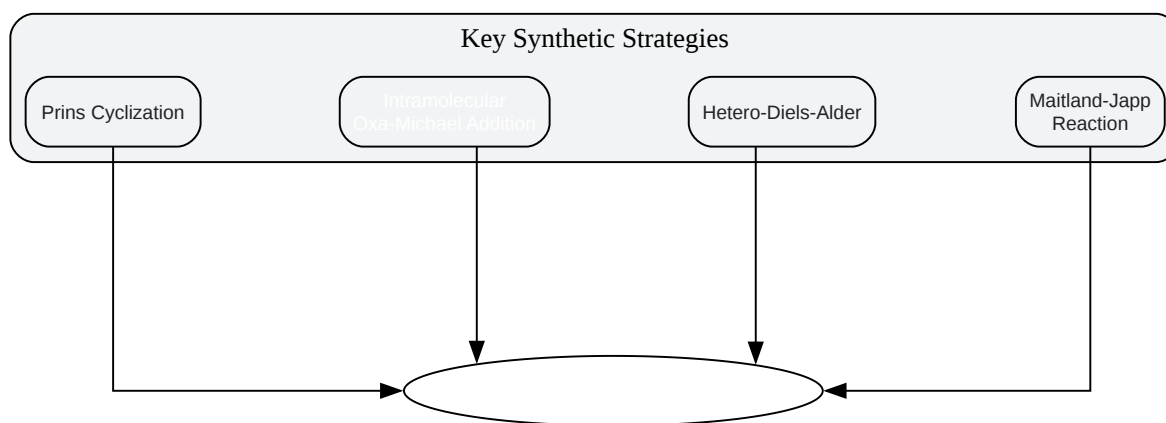 Key Synthetic Strategies
Prins Cyclization
Intramolecular
Oxa-Michael Addition
Hetero-Diels-Alder
Maitland-Japp
Reaction